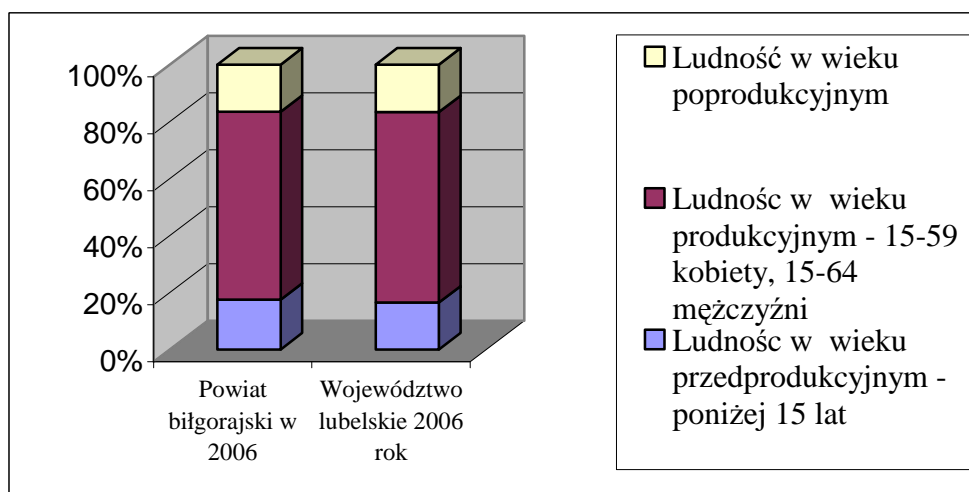 100%
80%
60%
40%
20%
0%
Powiat
biłgorajski w
2006
Województwo
lubelskie 2006
rok
Ludność w wieku
poprodukcyjnym
Ludnośc w  wieku
produkcyjnym - 15-59
kobiety, 15-64
mężczyźni
Ludnośc w  wieku
przedprodukcyjnym -
poniżej 15 lat